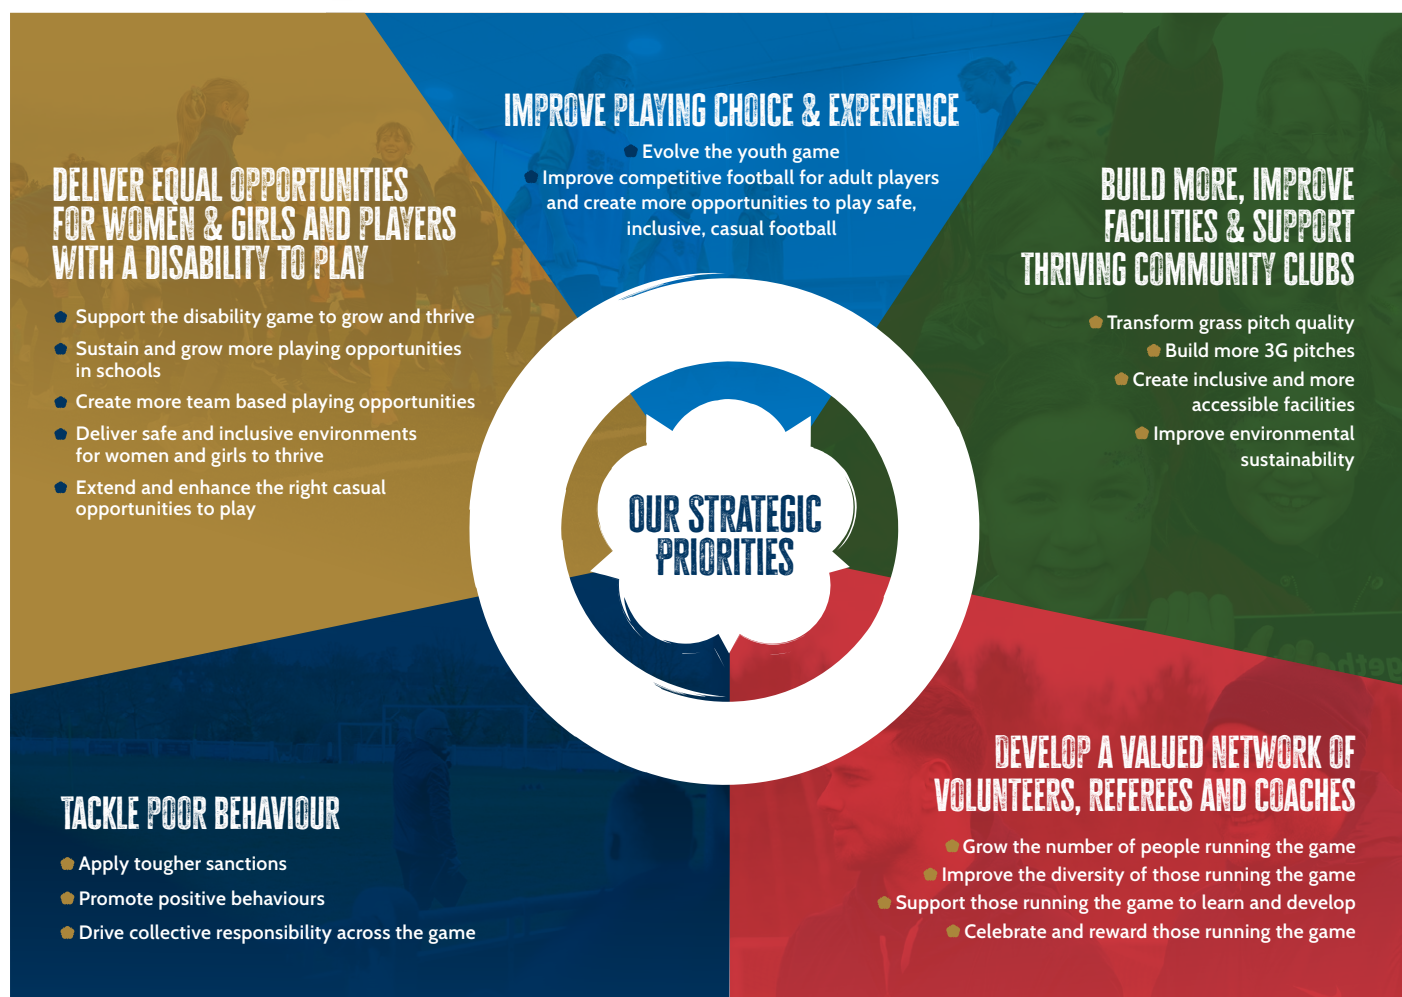 IMPROVE PLAYING CHOICE & EXPERIENCE
Evolve the youth game
Improve competitive football for adult players
and create more opportunities to play safe,
inclusive, casual football
DELIVER EQUAL OPPORTUNITIES
FOR WOMEN & GIRLS AND PLAYERS
WITH A DISABILITY TO PLAY
Support the disability game to grow and thrive
Sustain and grow more playing opportunities
in schools
Create more team based playing opportunities
Deliver safe and inclusive environments
for women and girls to thrive
Extend and enhance the right casual
opportunities to play
BUILD MORE, IMPROVE
FACILITIES & SUPPORT
THRIVING COMMUNITY CLUBS
Transform grass pitch quality
Build more 3G pitches
Create inclusive and more
accessible facilities
Improve environmental
sustainability
OUR STRATEGIC
PRIORITIES
TACKLE POOR BEHAVIOUR
Apply tougher sanctions
Promote positive behaviours
Drive collective responsibility across the game
DEVELOP A VALUED NETWORK OF
VOLUNTEERS, REFEREES AND COACHES
Grow the number of people running the game
Improve the diversity of those running the game
Support those running the game to learn and develop
Celebrate and reward those running the game